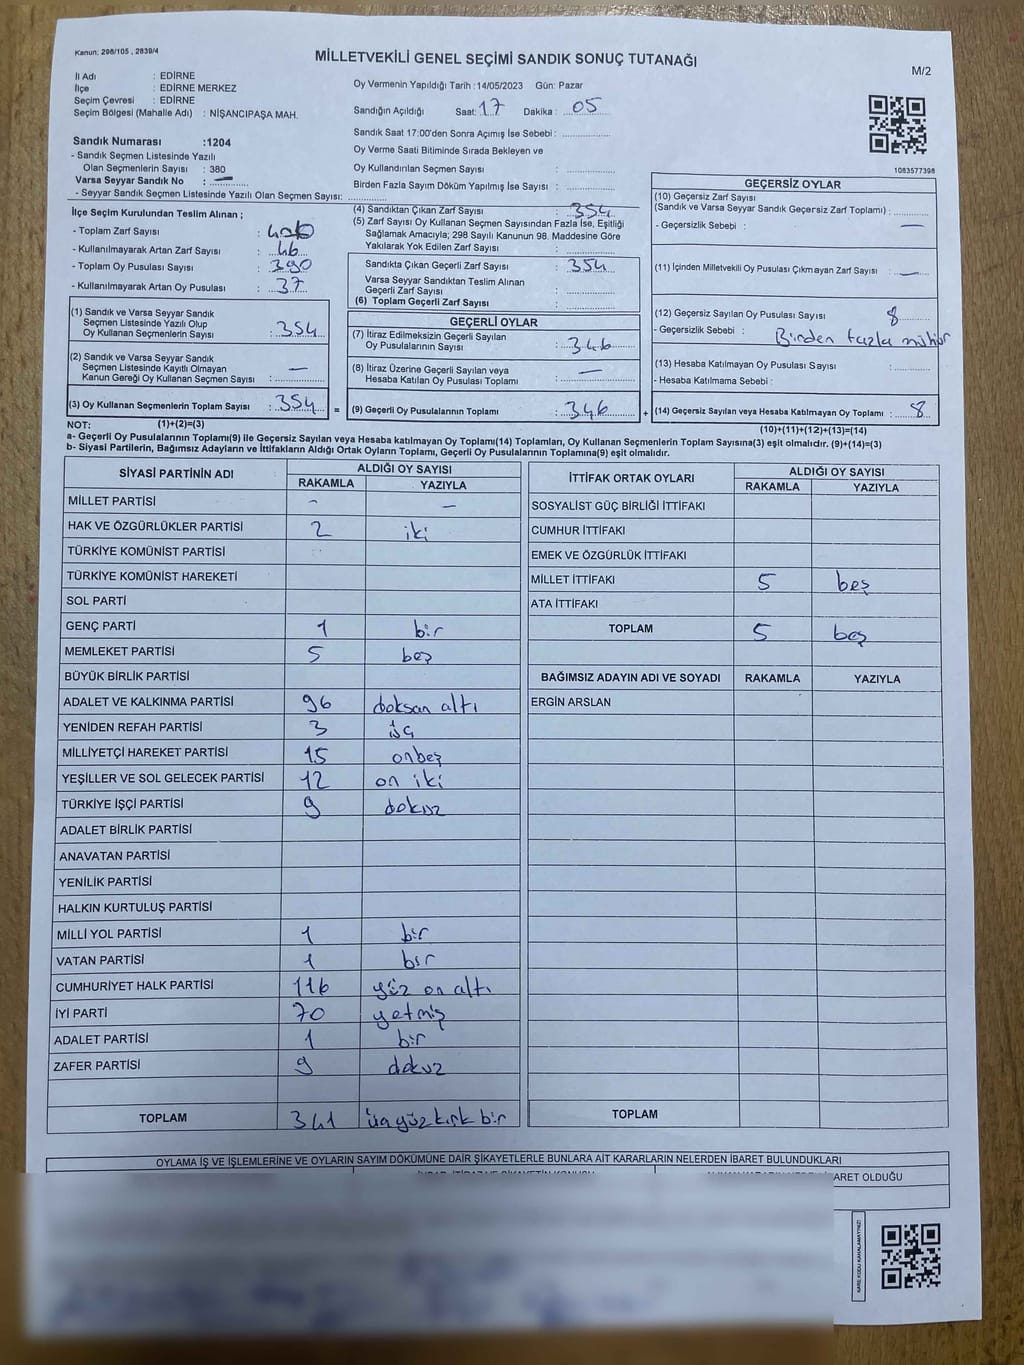 Kanun: 298/105 , 2839/4
MİLLETVEKİLİ GENEL SEÇİMİ SANDIK SONUÇ TUTANAĞI
M/2
İl Adı : EDİRNE
İlçe : EDİRNE MERKEZ
Seçim Çevresi : EDİRNE
Seçim Bölgesi (Mahalle Adı) : NİŞANCIPAŞA MAH.
Sandık Numarası :1204
- Sandık Seçmen Listesinde Yazılı
Olan Seçmenlerin Sayısı : 380
Varsa Seyyar Sandık No : —
- Seyyar Sandık Seçmen Listesinde Yazılı Olan Seçmen Sayısı:
Oy Vermenin Yapıldığı Tarih :14/05/2023 Gün: Pazar
Sandığın Açıldığı Saat: 17 Dakika : 05
Sandık Saat 17:00'den Sonra Açımış İse Sebebi :
Oy Verme Saati Bitiminde Sırada Bekleyen ve
Oy Kullandırılan Seçmen Sayısı :
Birden Fazla Sayım Döküm Yapılmış İse Sayısı :
1083577398
İlçe Seçim Kurulundan Teslim Alınan ;
- Toplam Zarf Sayısı : 400
- Kullanılmayarak Artan Zarf Sayısı : 46
- Toplam Oy Pusulası Sayısı : 390
- Kullanılmayarak Artan Oy Pusulası : 37
(1) Sandık ve Varsa Seyyar Sandık
Seçmen Listesinde Yazılı Olup
Oy Kullanan Seçmenlerin Sayısı : 354
(2) Sandık ve Varsa Seyyar Sandık
Seçmen Listesinde Kayıtlı Olmayan
Kanun Gereği Oy Kullanan Seçmen Sayısı : —
(3) Oy Kullanan Seçmenlerin Toplam Sayısı : 354 =
(4) Sandıktan Çıkan Zarf Sayısı : 354
(5) Zarf Sayısı Oy Kullanan Seçmen Sayısından Fazla İse, Eşitliği
Sağlamak Amacıyla; 298 Sayılı Kanunun 98. Maddesine Göre
Yakılarak Yok Edilen Zarf Sayısı :
Sandıkta Çıkan Geçerli Zarf Sayısı : 354
Varsa Seyyar Sandıktan Teslim Alınan
Geçerli Zarf Sayısı :
(6) Toplam Geçerli Zarf Sayısı :
GEÇERLİ OYLAR
(7) İtiraz Edilmeksizin Geçerli Sayılan
Oy Pusulalarının Sayısı : 346
(8) İtiraz Üzerine Geçerli Sayılan veya
Hesaba Katılan Oy Pusulası Toplamı : —
(9) Geçerli Oy Pusulalarının Toplamı : 346 +
GEÇERSİZ OYLAR
(10) Geçersiz Zarf Sayısı
(Sandık ve Varsa Seyyar Sandık Geçersiz Zarf Toplamı) :
- Geçersizlik Sebebi : —
(11) İçinden Milletvekili Oy Pusulası Çıkmayan Zarf Sayısı : —
(12) Geçersiz Sayılan Oy Pusulası Sayısı : 8
- Geçersizlik Sebebi : Birden fazla mühür
(13) Hesaba Katılmayan Oy Pusulası Sayısı :
- Hesaba Katılmama Sebebi :
(14) Geçersiz Sayılan veya Hesaba Katılmayan Oy Toplamı : 8
NOT: (1)+(2)=(3) (10)+(11)+(12)+(13)=(14)
a- Geçerli Oy Pusulalarının Toplamı(9) ile Geçersiz Sayılan veya Hesaba katılmayan Oy Toplamı(14) Toplamları, Oy Kullanan Seçmenlerin Toplam Sayısına(3) eşit olmalıdır. (9)+(14)=(3)
b- Siyasi Partilerin, Bağımsız Adayların ve İttifakların Aldığı Ortak Oyların Toplamı, Geçerli Oy Pusulalarının Toplamına(9) eşit olmalıdır.
SİYASİ PARTİNİN ADI ALDIĞI OY SAYISI
RAKAMLA YAZIYLA
MİLLET PARTİSİ – —
HAK VE ÖZGÜRLÜKLER PARTİSİ 2 iki
TÜRKİYE KOMÜNİST PARTİSİ
TÜRKİYE KOMÜNİST HAREKETİ
SOL PARTİ
GENÇ PARTİ 1 bir
MEMLEKET PARTİSİ 5 beş
BÜYÜK BİRLİK PARTİSİ
ADALET VE KALKINMA PARTİSİ 96 doksan altı
YENİDEN REFAH PARTİSİ 3 üç
MİLLİYETÇİ HAREKET PARTİSİ 15 onbeş
YEŞİLLER VE SOL GELECEK PARTİSİ 12 on iki
TÜRKİYE İŞÇİ PARTİSİ 9 dokuz
ADALET BİRLİK PARTİSİ
ANAVATAN PARTİSİ
YENİLİK PARTİSİ
HALKIN KURTULUŞ PARTİSİ
MİLLİ YOL PARTİSİ 1 bir
VATAN PARTİSİ 1 bir
CUMHURİYET HALK PARTİSİ 116 yüz on altı
İYİ PARTİ 70 yetmiş
ADALET PARTİSİ 1 bir
ZAFER PARTİSİ 9 dokuz
TOPLAM 341 üçyüz kırk bir
İTTİFAK ORTAK OYLARI ALDIĞI OY SAYISI
RAKAMLA YAZIYLA
SOSYALİST GÜÇ BİRLİĞİ İTTİFAKI
CUMHUR İTTİFAKI
EMEK VE ÖZGÜRLÜK İTTİFAKI
MİLLET İTTİFAKI 5 beş
ATA İTTİFAKI
TOPLAM 5 beş
BAĞIMSIZ ADAYIN ADI VE SOYADI RAKAMLA YAZIYLA
ERGİN ARSLAN
TOPLAM
OYLAMA İŞ VE İŞLEMLERİNE VE OYLARIN SAYIM DÖKÜMÜNE DAİR ŞİKAYETLERLE BUNLARA AİT KARARLARIN NELERDEN İBARET BULUNDUKLARI
ARET OLDUĞU